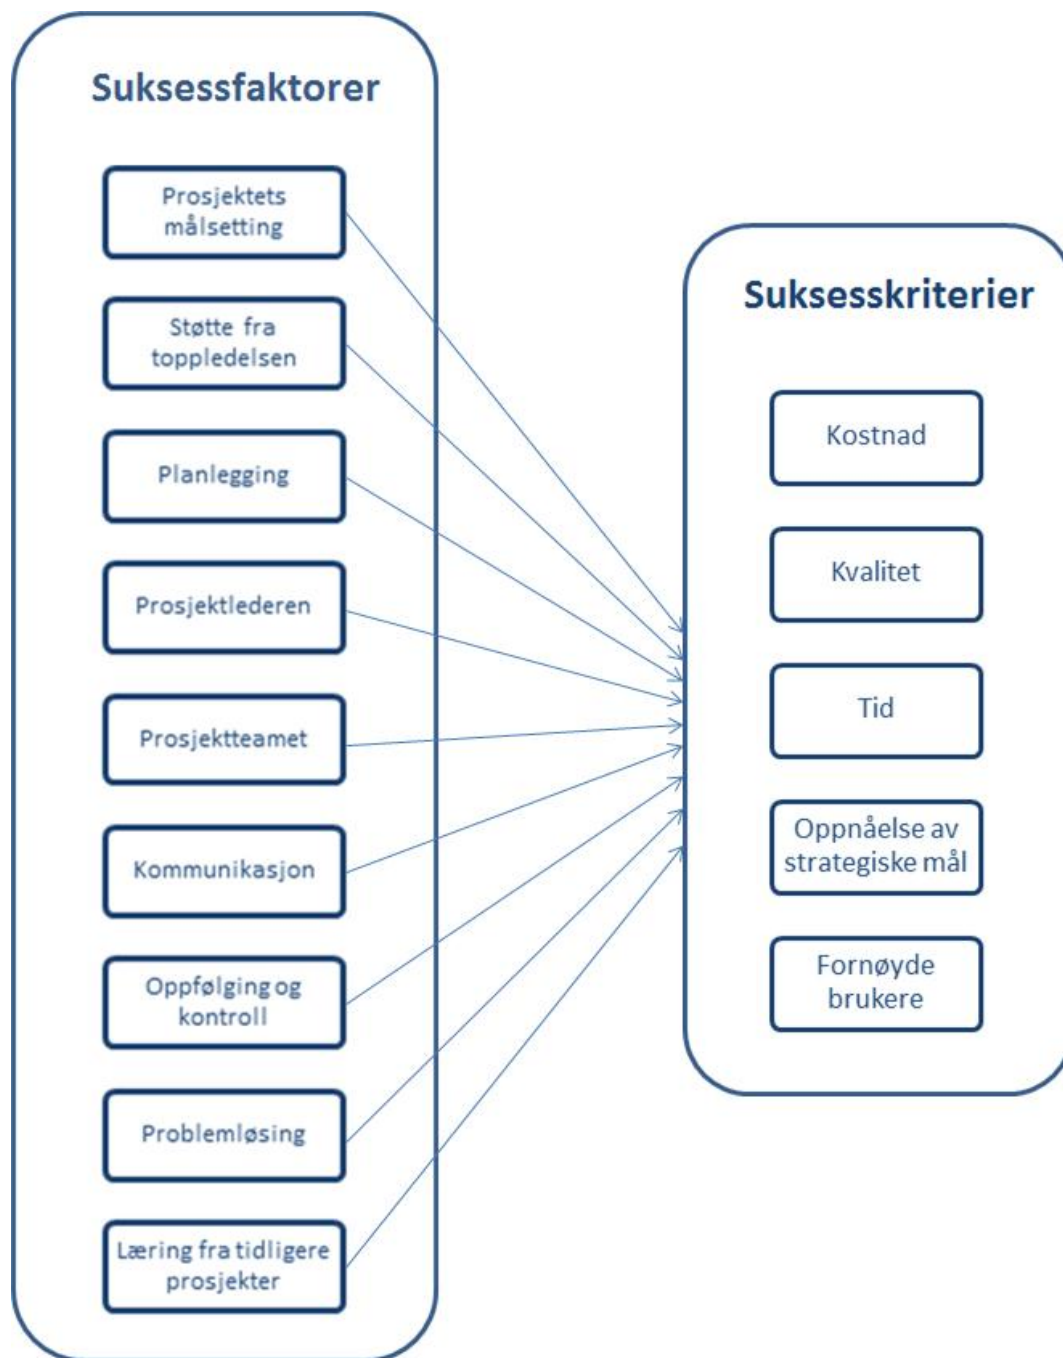 Suksessfaktorer
Prosjektets
målsetting
Støtte fra
toppledelsen
Planlegging
Prosjektlederen
Prosjektteamet
Kommunikasjon
Oppfølging og
kontroll
Problemløsing
Læring fra tidligere
prosjekter
Suksesskriterier
Kostnad
Kvalitet
Tid
Oppnåelse av
strategiske mål
Fornøyde
brukere